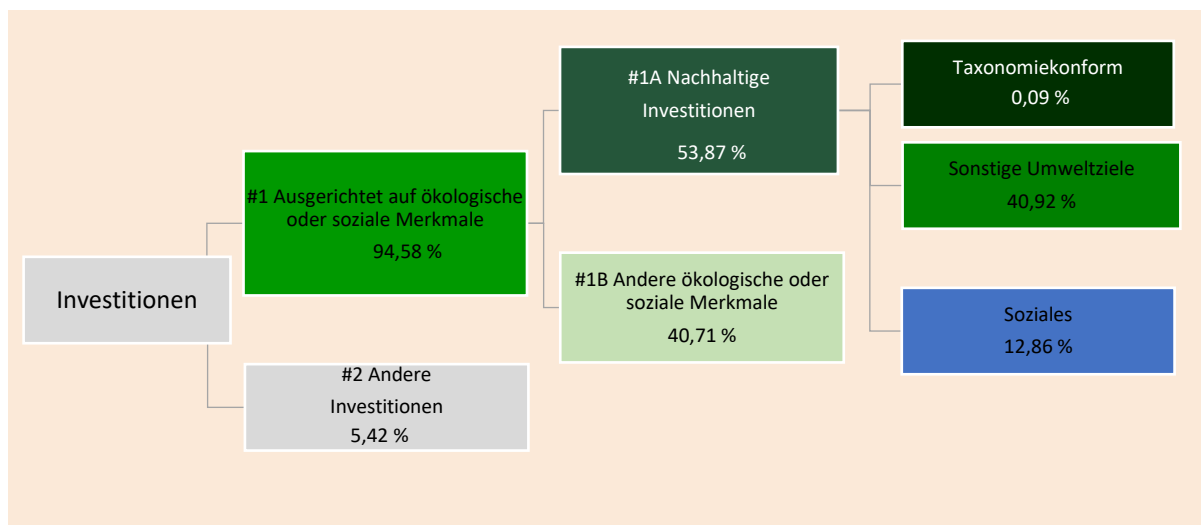 Investitionen
#1 Ausgerichtet auf ökologische
oder soziale Merkmale
94,58 %
#2 Andere
Investitionen
5,42 %
#1A Nachhaltige
Investitionen
53,87 %
#1B Andere ökologische oder
soziale Merkmale
40,71 %
Taxonomiekonform
0,09 %
Sonstige Umweltziele
40,92 %
Soziales
12,86 %